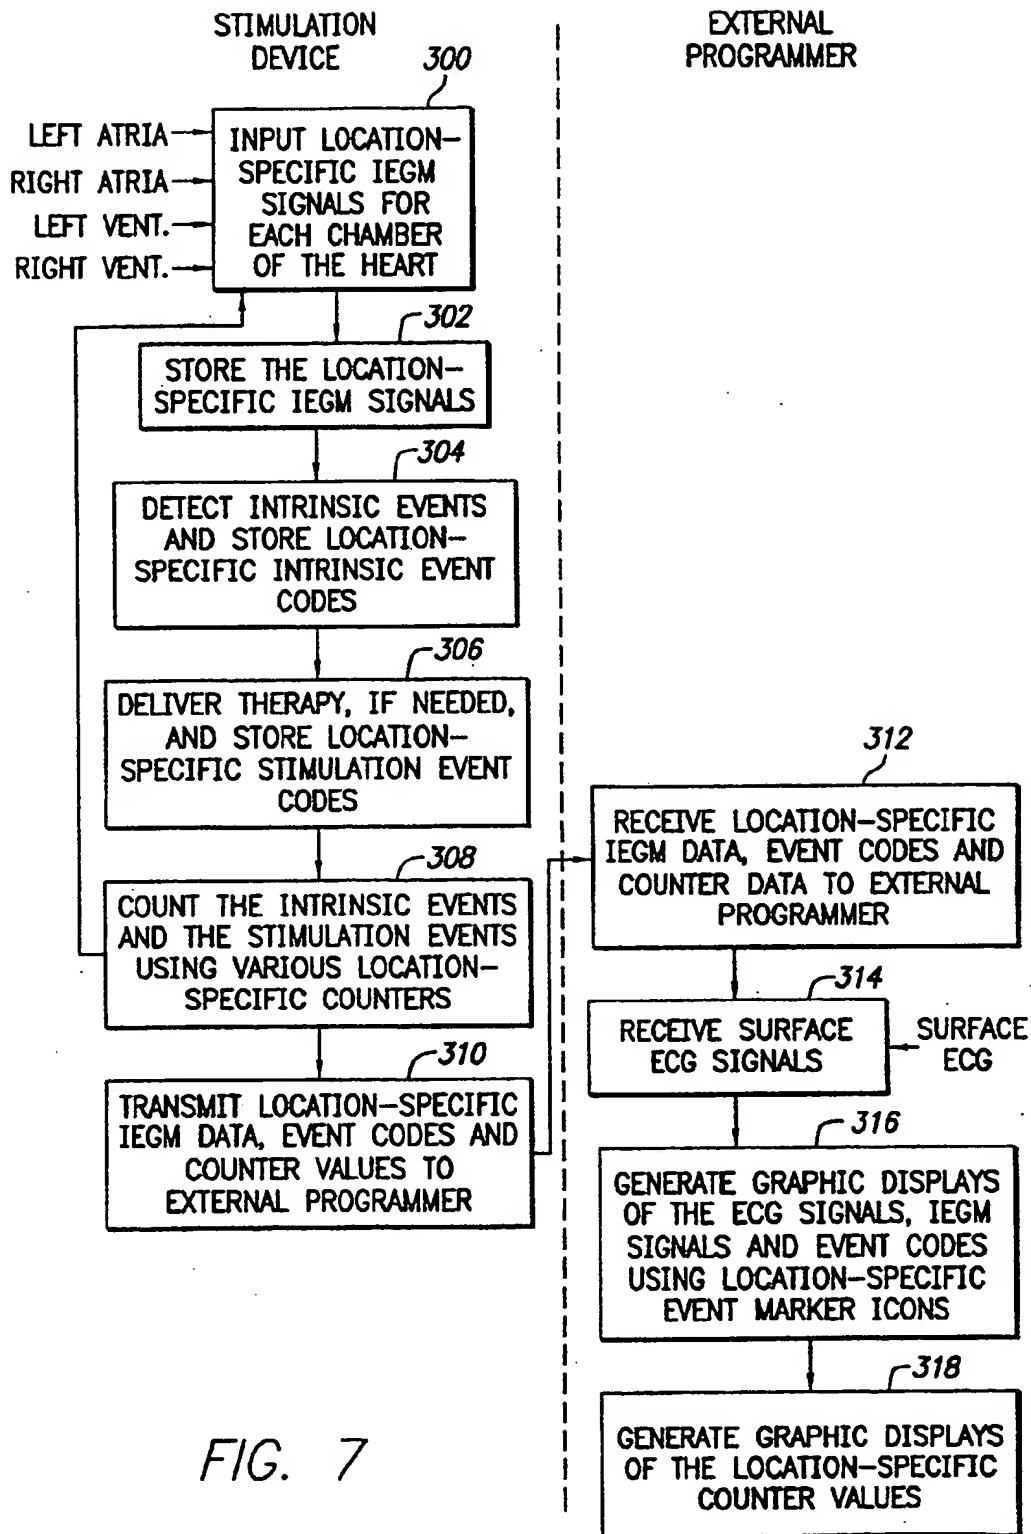 STIMULATION
DEVICE
300
LEFT ATRIA
RIGHT ATRIA
LEFT VENT.
RIGHT VENT.
INPUT LOCATION-
SPECIFIC IEGM
SIGNALS FOR
EACH CHAMBER
OF THE HEART
302
STORE THE LOCATION-
SPECIFIC IEGM SIGNALS
304
DETECT INTRINSIC EVENTS
AND STORE LOCATION-
SPECIFIC INTRINSIC EVENT
CODES
306
DELIVER THERAPY, IF NEEDED,
AND STORE LOCATION-
SPECIFIC STIMULATION EVENT
CODES
308
COUNT THE INTRINSIC EVENTS
AND THE STIMULATION EVENTS
USING VARIOUS LOCATION-
SPECIFIC COUNTERS
310
TRANSMIT LOCATION-SPECIFIC
IEGM DATA, EVENT CODES AND
COUNTER VALUES TO
EXTERNAL PROGRAMMER
EXTERNAL
PROGRAMMER
312
RECEIVE LOCATION-SPECIFIC
IEGM DATA, EVENT CODES AND
COUNTER DATA TO EXTERNAL
PROGRAMMER
314
RECEIVE SURFACE
ECG SIGNALS
SURFACE
ECG
316
GENERATE GRAPHIC DISPLAYS
OF THE ECG SIGNALS, IEGM
SIGNALS AND EVENT CODES
USING LOCATION-SPECIFIC
EVENT MARKER ICONS
318
GENERATE GRAPHIC DISPLAYS
OF THE LOCATION-SPECIFIC
COUNTER VALUES
FIG. 7